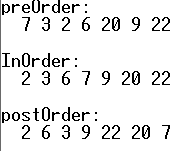 preOrder:
7 3 2 6 20 9 22
InOrder:
2 3 6 7 9 20 22
postOrder:
2 6 3 9 22 20 7